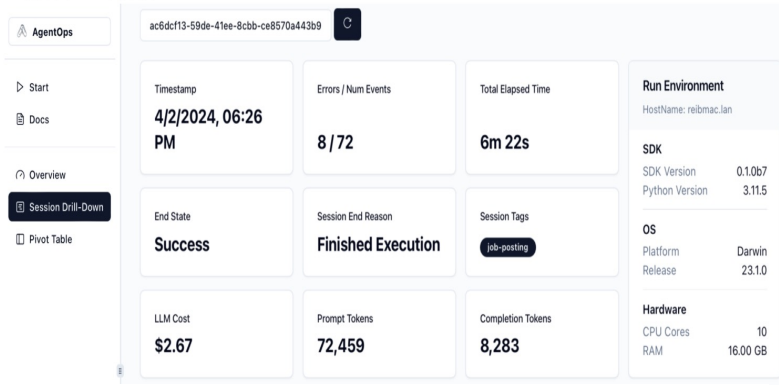 AgentOps
Start
Docs
Overview
Session Drill-Down
Pivot Table
ac6dcf13-59de-41ee-8cbb-ce8570a443b9
Timestamp
4/2/2024, 06:26
PM
Errors / Num Events
8 / 72
Total Elapsed Time
6m 22s
End State
Success
Session End Reason
Finished Execution
Session Tags
job-posting
LLM Cost
$2.67
Prompt Tokens
72,459
Completion Tokens
8,283
Run Environment
HostName: reibmac.lan
SDK
SDK Version 0.1.0b7
Python Version 3.11.5
OS
Platform Darwin
Release 23.1.0
Hardware
CPU Cores 10
RAM 16.00 GB